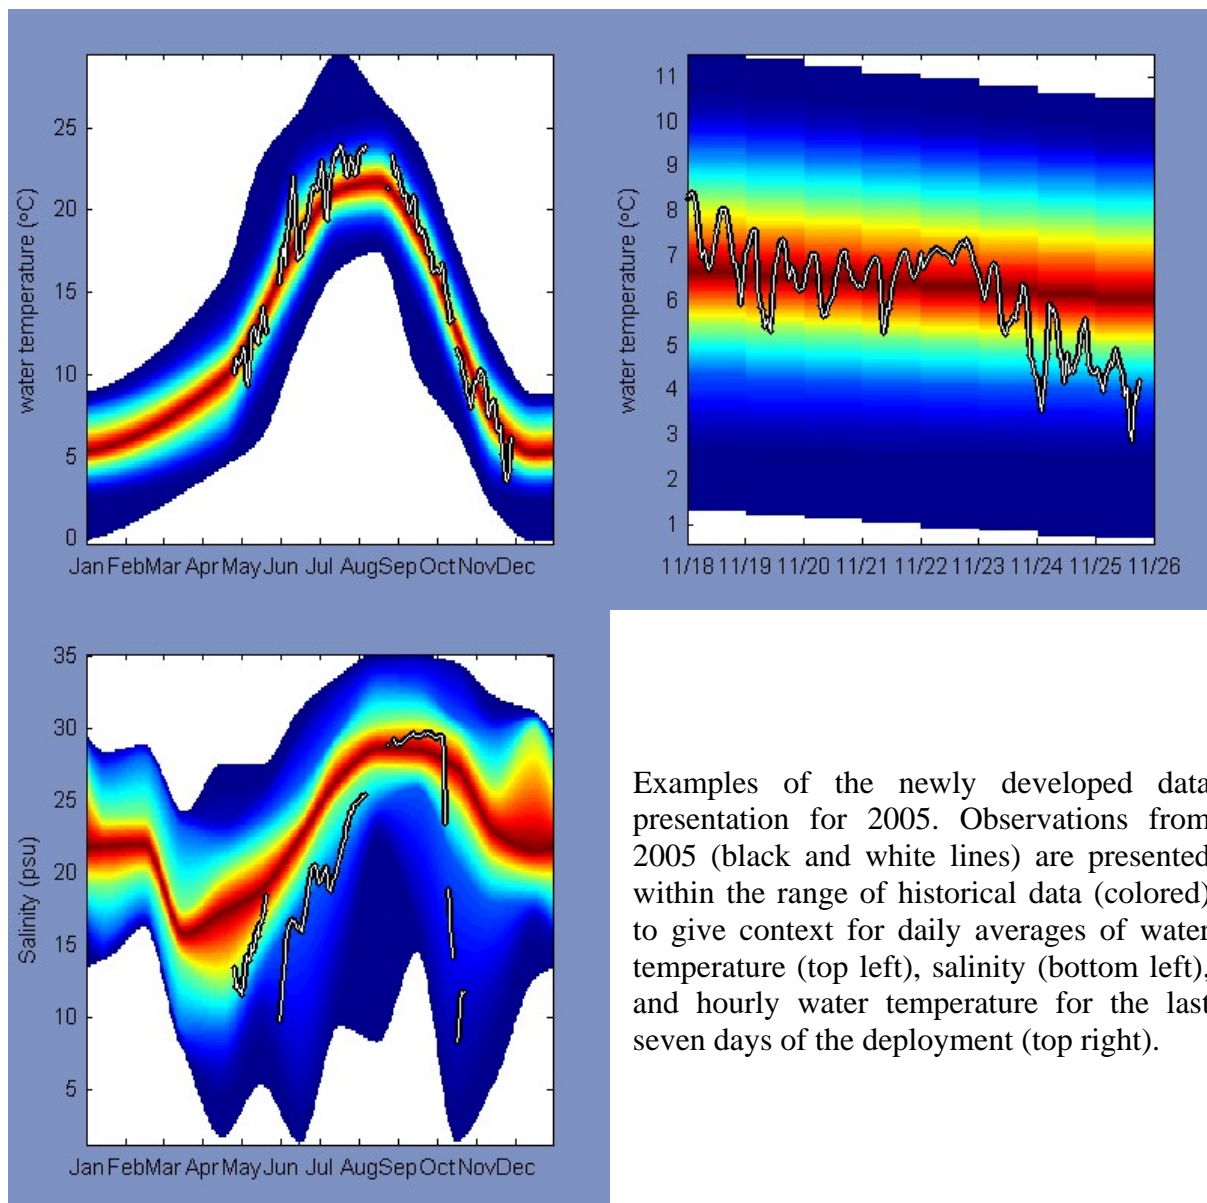 25
20
15
10
5
0
water temperature (°C)
Jan Feb Mar Apr May Jun Jul Aug Sep Oct Nov Dec
11
10
9
8
7
6
5
4
3
2
1
water temperature (°C)
11/18 11/19 11/20 11/21 11/22 11/23 11/24 11/25 11/26
35
30
25
20
15
10
5
Salinity (psu)
Jan Feb Mar Apr May Jun Jul Aug Sep Oct Nov Dec
Examples of the newly developed data
presentation for 2005. Observations from
2005 (black and white lines) are presented
within the range of historical data (colored)
to give context for daily averages of water
temperature (top left), salinity (bottom left),
and hourly water temperature for the last
seven days of the deployment (top right).